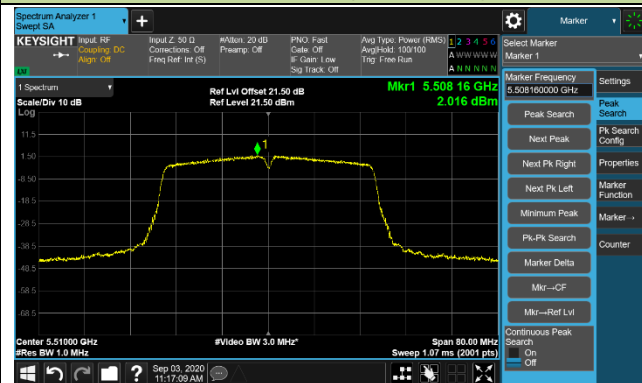 Spectrum Analyzer 1
Swept SA
+
Marker
KEYSIGHT
Input: RF
Coupling: DC
Align: Off
Input Z: 50 Ω
Corrections: Off
Freq Ref: Int (S)
#Atten: 20 dB
Preamp: Off
PNO: Fast
Gate: Off
IF Gain: Low
Sig Track: Off
Avg Type: Power (RMS)
Avg|Hold: 100/100
Trig: Free Run
1 2 3 4 5 6
A W W W W W
A N N N N N
Select Marker
Marker 1
1 Spectrum
Scale/Div 10 dB
Log
Ref Lvl Offset 21.50 dB
Ref Level 21.50 dBm
Mkr1 5.508 16 GHz
2.016 dBm
1
11.5
1.50
-8.50
-18.5
-28.5
-38.5
-48.5
-58.5
-68.5
Center 5.51000 GHz
#Res BW 1.0 MHz
#Video BW 3.0 MHz*
Span 80.00 MHz
Sweep 1.07 ms (2001 pts)
Marker Frequency
5.508160000 GHz
Peak Search
Next Peak
Next Pk Right
Next Pk Left
Minimum Peak
Pk-Pk Search
Marker Delta
Mkr→CF
Mkr→Ref Lvl
Continuous Peak
Search
On
Off
Settings
Peak
Search
Pk Search
Config
Properties
Marker
Function
Marker→
Counter
?
Sep 03, 2020
11:17:09 AM